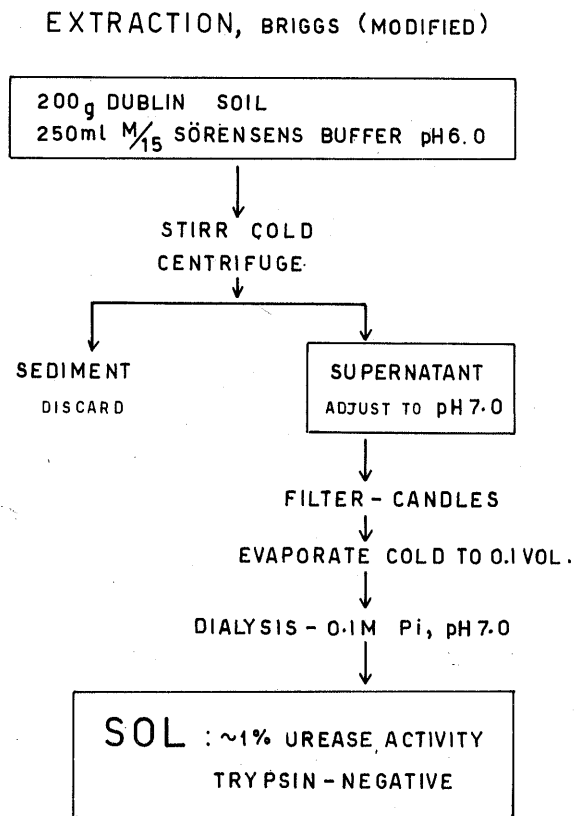 EXTRACTION, BRIGGS (MODIFIED)
200g DUBLIN SOIL
250ml M/15 SÖRENSENS BUFFER pH6.0
STIRR COLD
CENTRIFUGE
SEDIMENT
DISCARD
SUPERNATANT
ADJUST TO pH7.0
FILTER - CANDLES
EVAPORATE COLD TO 0.1 VOL.
DIALYSIS - 0.1M Pi, pH7.0
SOL : ~1% UREASE ACTIVITY
TRYPSIN - NEGATIVE